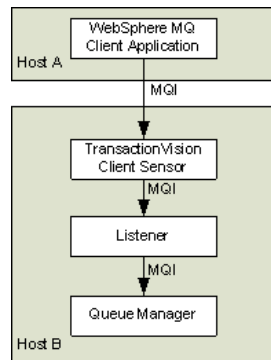 WebSphere MQ
Client Application
Host A
MQI
TransactionVision
Client Sensor
MQI
Listener
MQI
Queue Manager
Host B